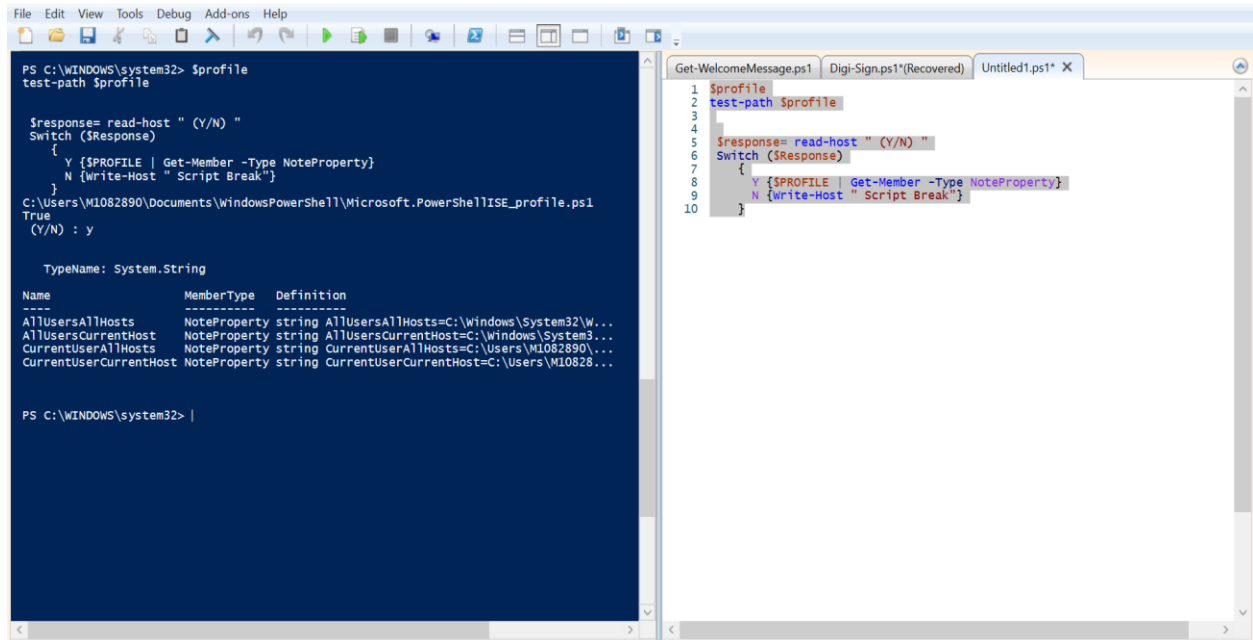 File Edit View Tools Debug Add-ons Help
PS C:\WINDOWS\system32> $profile
test-path $profile
$response= read-host " (Y/N) "
Switch ($Response)
{
Y {$PROFILE | Get-Member -Type NoteProperty}
N {Write-Host " Script Break"}
}
C:\Users\M1082890\Documents\WindowsPowerShell\Microsoft.PowerShellISE_profile.ps1
True
(Y/N) : y
TypeName: System.String
Name MemberType Definition
---- ---------- ----------
AllUsersAllHosts NoteProperty string AllUsersAllHosts=C:\Windows\System32\W...
AllUsersCurrentHost NoteProperty string AllUsersCurrentHost=C:\Windows\System3...
CurrentUserAllHosts NoteProperty string CurrentUserAllHosts=C:\Users\M1082890\...
CurrentUserCurrentHost NoteProperty string CurrentUserCurrentHost=C:\Users\M10828...
PS C:\WINDOWS\system32>
Get-WelcomeMessage.ps1 Digi-Sign.ps1*(Recovered) Untitled1.ps1* X
1 $profile
2 test-path $profile
3
4
5 $response= read-host " (Y/N) "
6 Switch ($Response)
7 {
8 Y {$PROFILE | Get-Member -Type NoteProperty}
9 N {Write-Host " Script Break"}
10 }